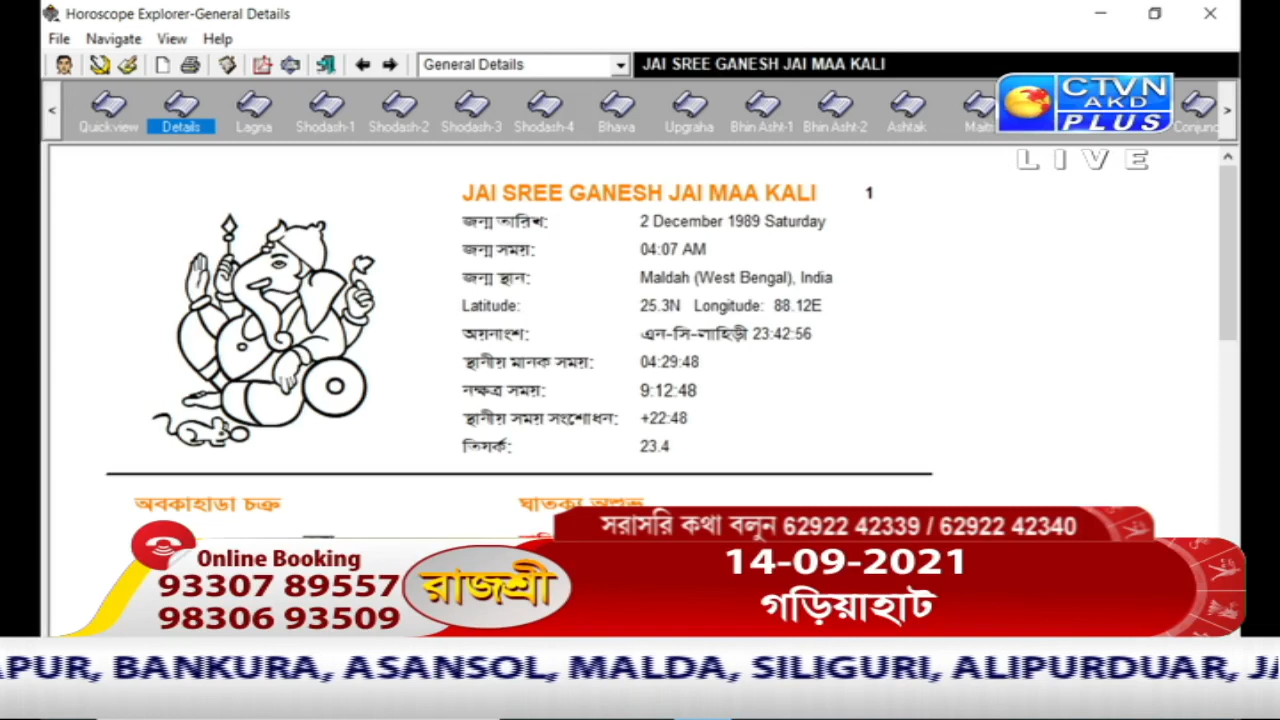 Horoscope Explorer-General Details
File Navigate View Help
General Details
JAI SREE GANESH JAI MAA KALI
Quickview Details Lagna Shodash-1 Shodash-2 Shodash-3 Shodash-4 Bhava Upgraha Bhin Asht-1 Bhin Asht-2 Ashtak
CTVN
AKD
PLUS
LIVE
JAI SREE GANESH JAI MAA KALI 1
জন্ম তারিখ: 2 December 1989 Saturday
জন্ম সময়: 04:07 AM
জন্ম স্থান: Maldah (West Bengal), India
Latitude: 25.3N Longitude: 88.12E
অয়নাংশ: এন-সি-লাহিড়ী 23:42:56
স্থানীয় মানক সময়: 04:29:48
নক্ষত্র সময়: 9:12:48
স্থানীয় সময় সংশোধন: +22:48
তির্যক: 23.4
অবকাহাডা চক্র
সরাসরি কথা বলুন 62922 42339 / 62922 42340
Online Booking
93307 89557
98306 93509
রাজশ্রী
14-09-2021
গড়িয়াহাট
APUR, BANKURA, ASANSOL, MALDA, SILIGURI, ALIPURDUAR, JA